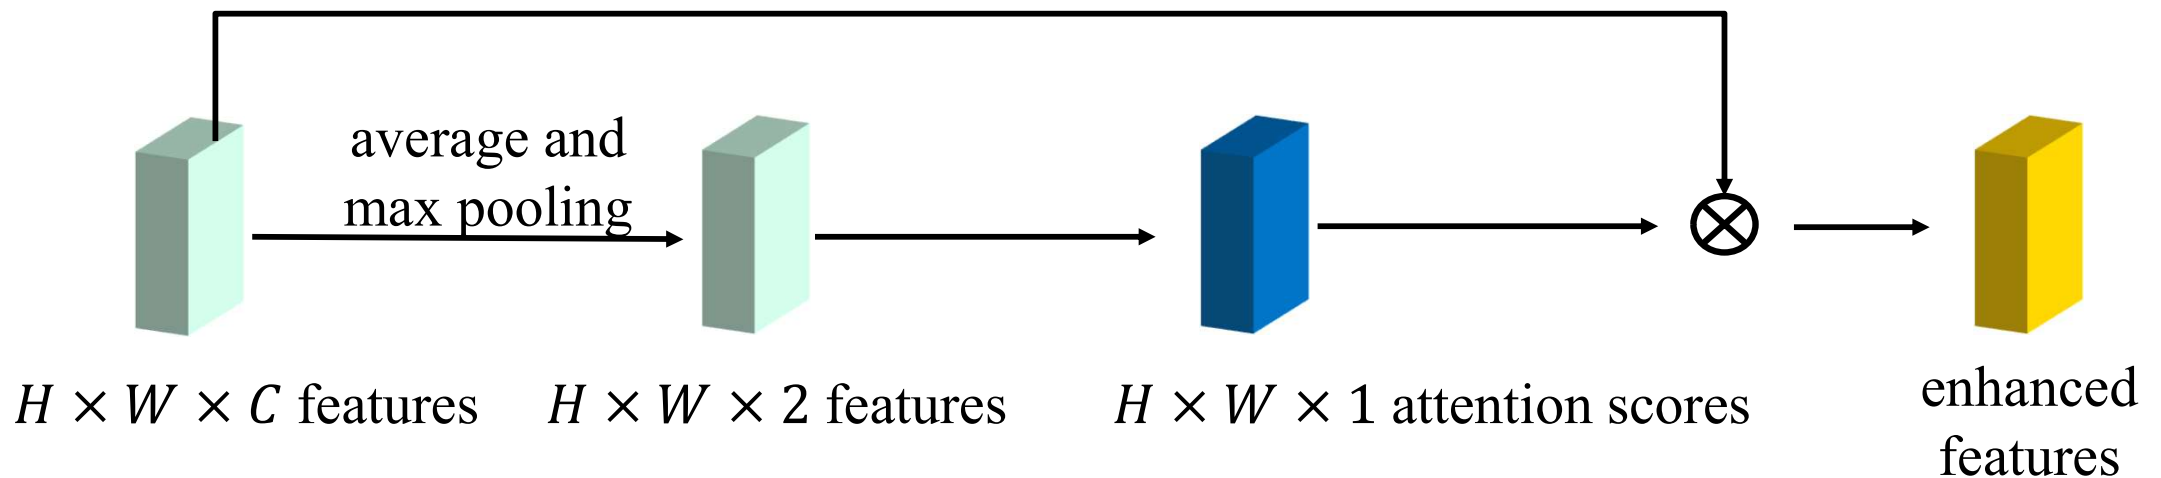 average and
max pooling
H × W × C features
H × W × 2 features
H × W × 1 attention scores
enhanced
features